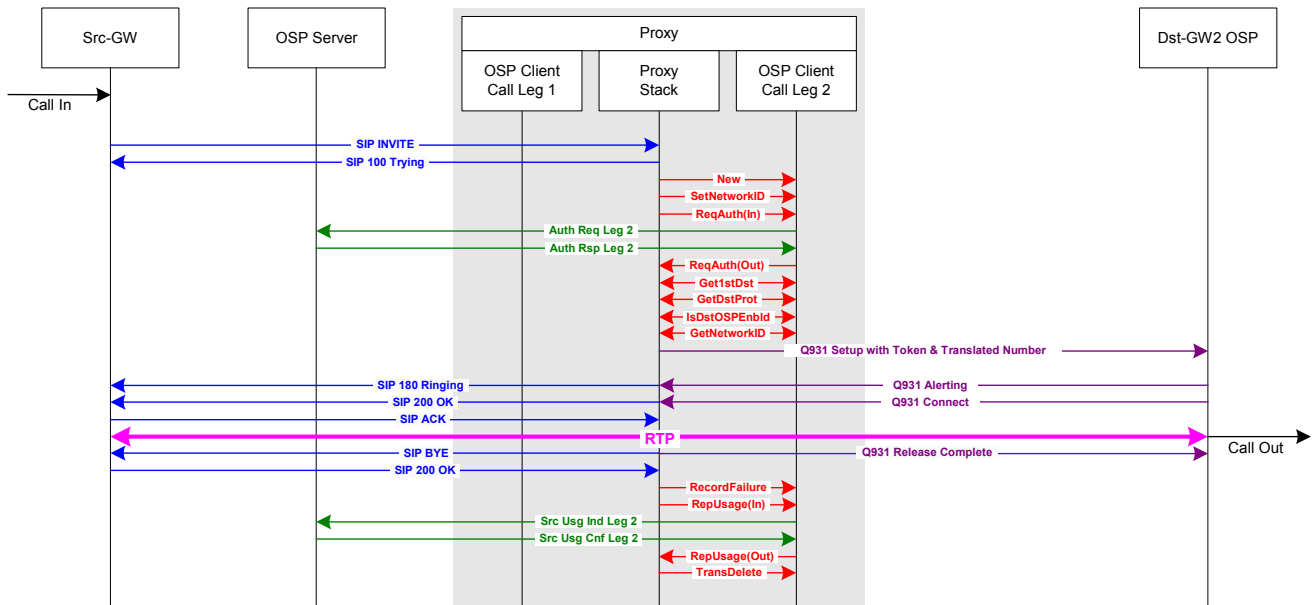 Src-GW
OSP Server
Proxy
Dst-GW2 OSP
OSP Client
Call Leg 1
Proxy
Stack
OSP Client
Call Leg 2
Call In
SIP INVITE
SIP 100 Trying
New
SetNetworkID
ReqAuth(In)
Auth Req Leg 2
Auth Rsp Leg 2
ReqAuth(Out)
Get1stDst
GetDstProt
IsDstOSPEnbld
GetNetworkID
Q931 Setup with Token & Translated Number
SIP 180 Ringing
Q931 Alerting
SIP 200 OK
Q931 Connect
SIP ACK
RTP
Call Out
SIP BYE
Q931 Release Complete
SIP 200 OK
RecordFailure
RepUsage(In)
Src Usg Ind Leg 2
Src Usg Cnf Leg 2
RepUsage(Out)
TransDelete